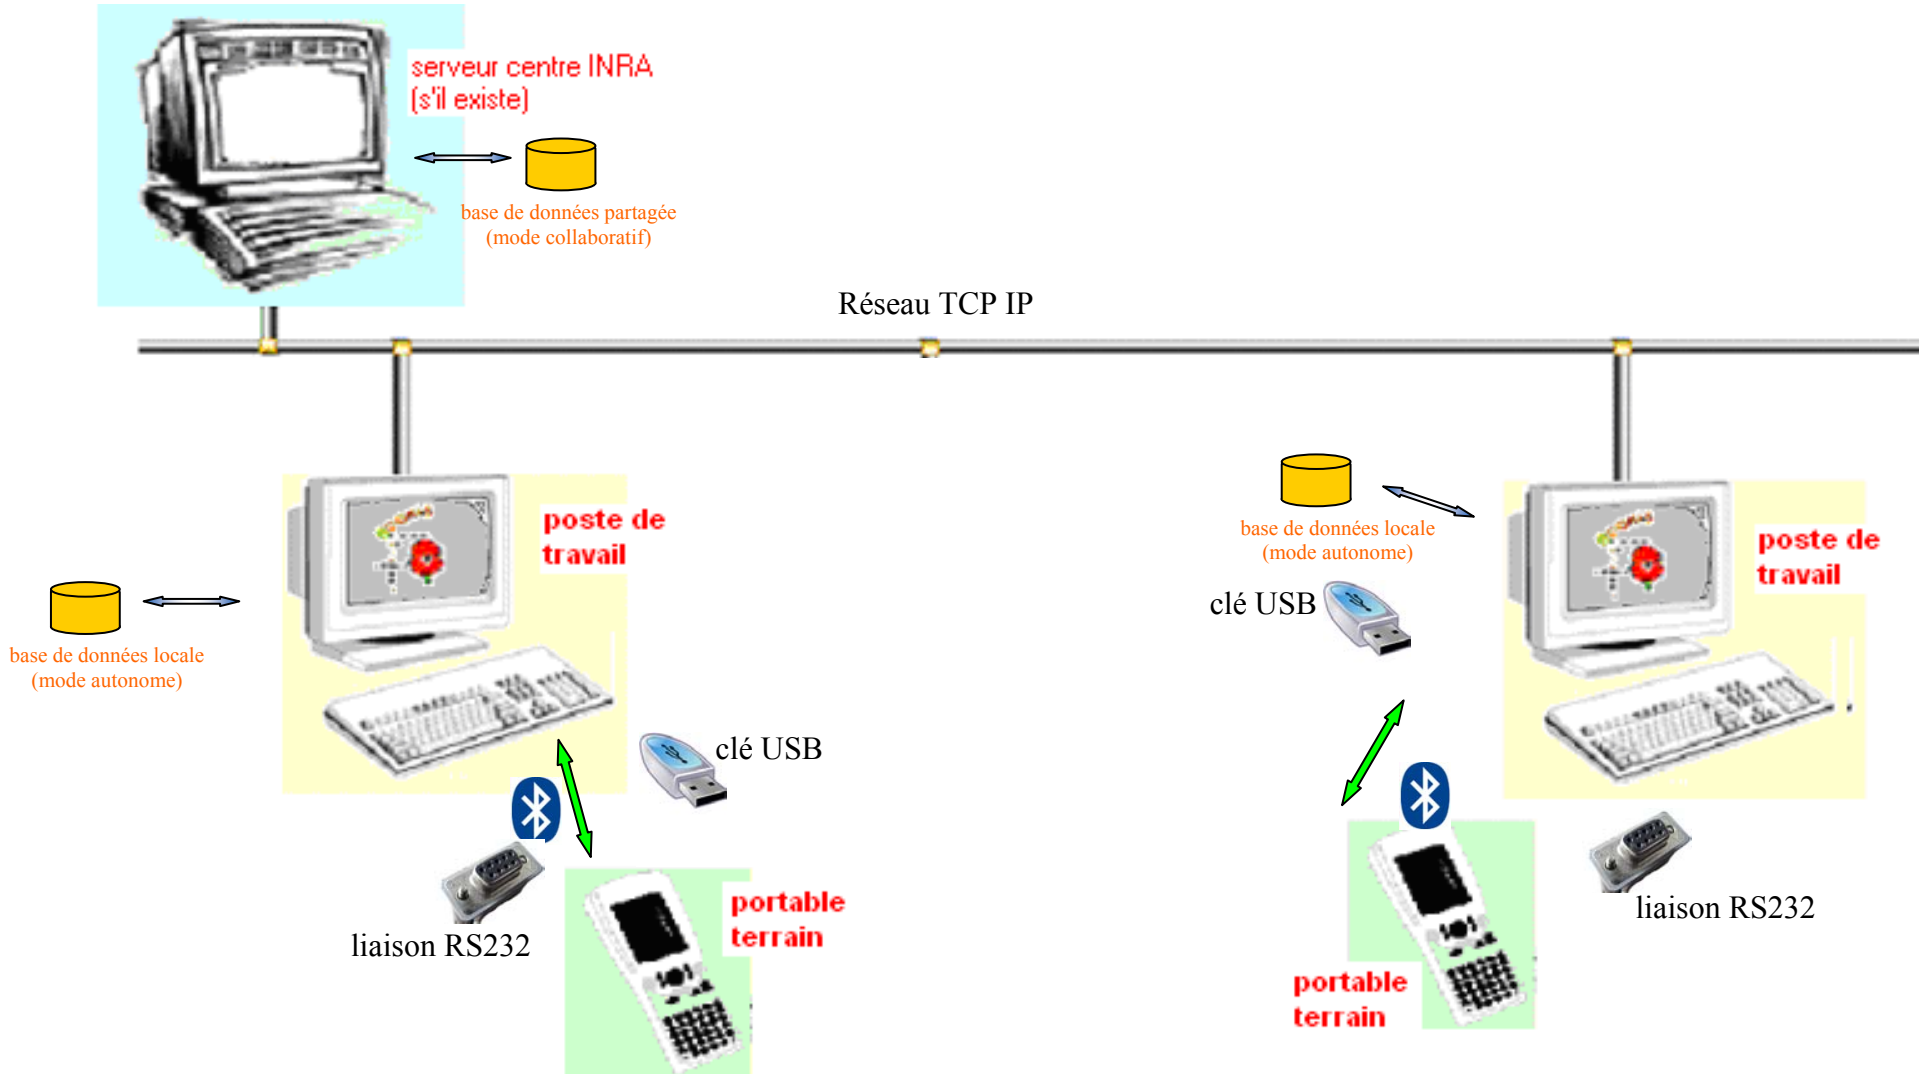 serveur centre INRA
(s'il existe)
base de données partagée
(mode collaboratif)
Réseau TCP IP
poste de
travail
base de données locale
(mode autonome)
clé USB
liaison RS232
portable
terrain
base de données locale
(mode autonome)
poste de
travail
clé USB
liaison RS232
portable
terrain